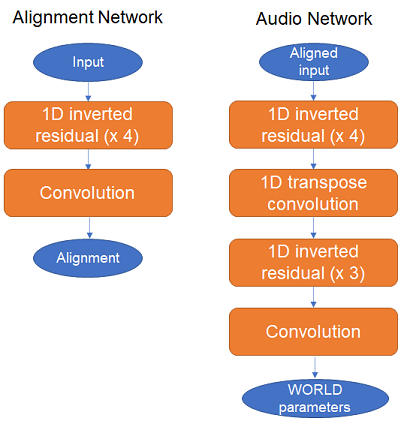 Alignment Network
Input
1D inverted
residual (x 4)
Convolution
Alignment
Audio Network
Aligned
input
1D inverted
residual (x 4)
1D transpose
convolution
1D inverted
residual (x 3)
Convolution
WORLD
parameters